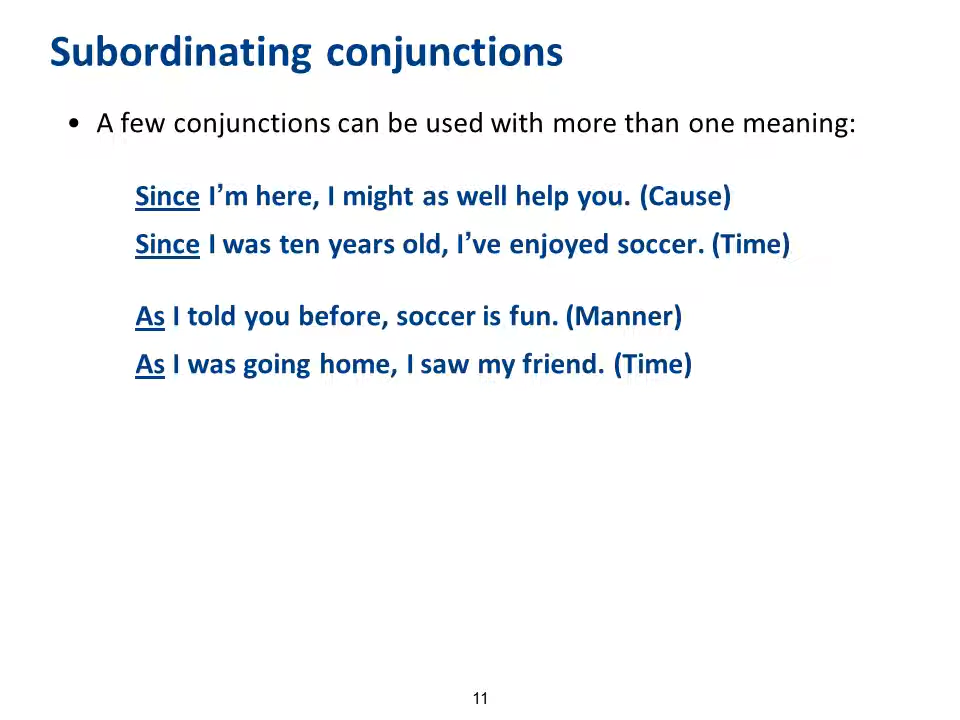 Subordinating conjunctions
• A few conjunctions can be used with more than one meaning:
Since I’m here, I might as well help you. (Cause)
Since I was ten years old, I’ve enjoyed soccer. (Time)
As I told you before, soccer is fun. (Manner)
As I was going home, I saw my friend. (Time)
11